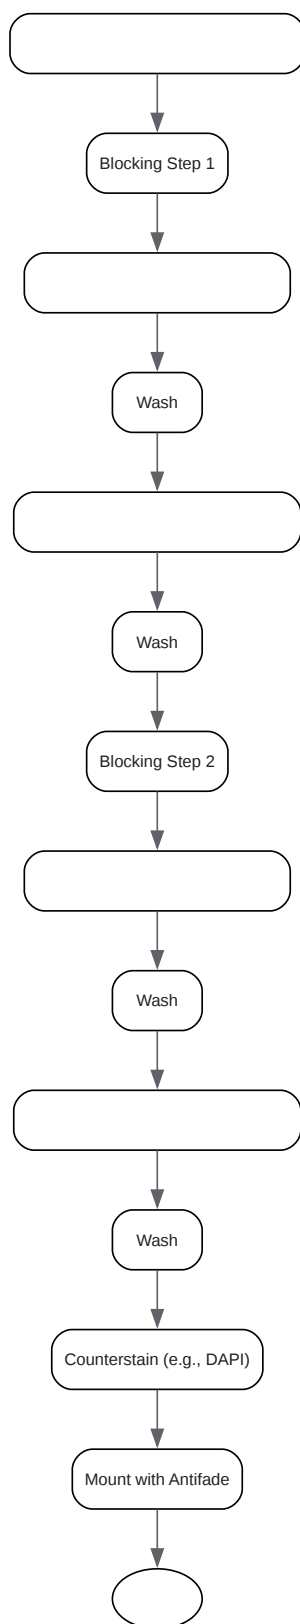 Blocking Step 1
Wash
Wash
Blocking Step 2
Wash
Wash
Counterstain (e.g., DAPI)
Mount with Antifade